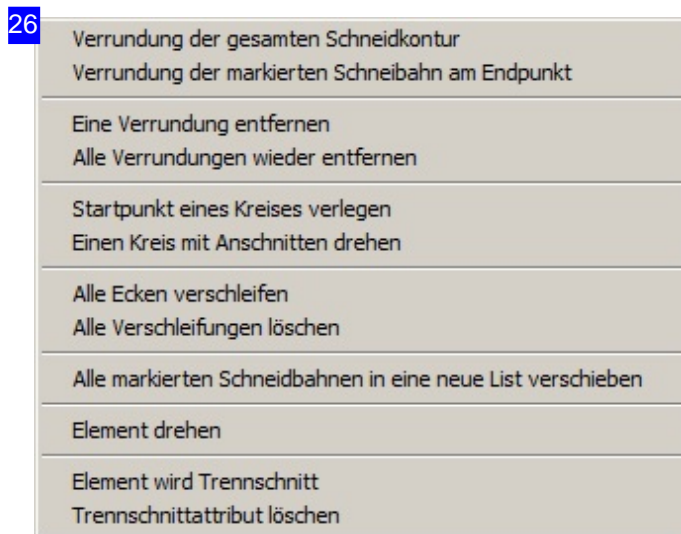 26
Verrundung der gesamten Schneidkontur
Verrundung der markierten Schneibahn am Endpunkt
Eine Verrundung entfernen
Alle Verrundungen wieder entfernen
Startpunkt eines Kreises verlegen
Einen Kreis mit Anschnitten drehen
Alle Ecken verschleifen
Alle Verschleifungen löschen
Alle markierten Schneidbahnen in eine neue List verschieben
Element drehen
Element wird Trennschnitt
Trennschnittattribut löschen